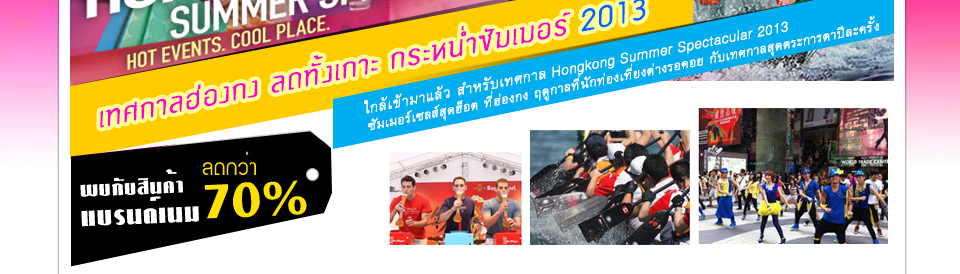 SUMMER
HOT EVENTS. COOL PLACE.
เทศกาลฮ่องกง ลดทั้งเกาะ กระหน่ำซัมเมอร์ 2013
ใกล้เข้ามาแล้ว สำหรับเทศกาล Hongkong Summer Spectacular 2013
ซัมเมอร์เซลส์สุดฮ็อต ที่ฮ่องกง ฤดูกาลที่นักท่องเที่ยงต่างรอคอย กับเทศกาลสุดตระการตาปีละครั้ง
ลดกว่า
พบกับสินค้า
แบรนด์เนม 70%
WORLD TRADE CENTRE